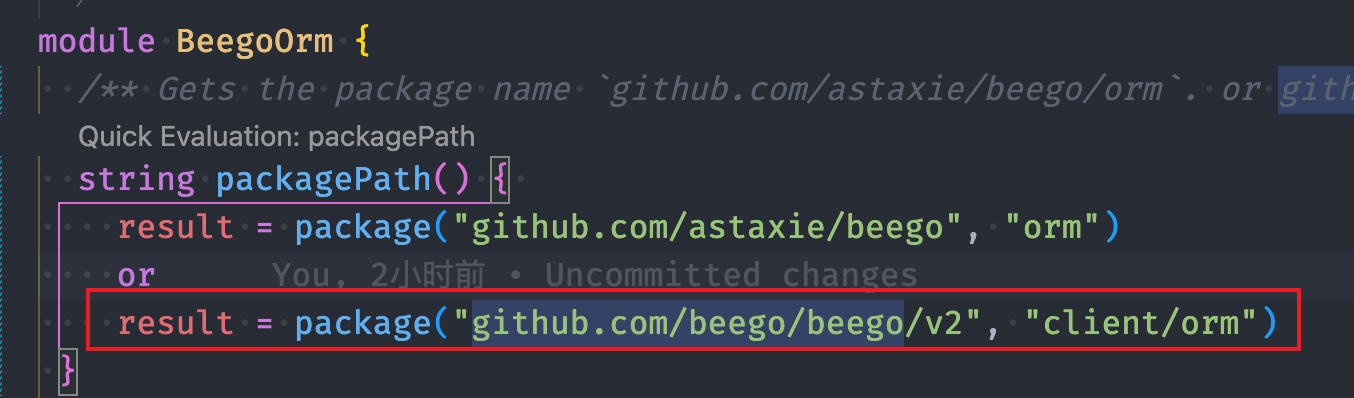 module BeegoOrm {
/** Gets the package name `github.com/astaxie/beego/orm`. or gith
Quick Evaluation: packagePath
string packagePath() {
result = package("github.com/astaxie/beego", "orm")
or You, 2小时前 • Uncommitted changes
result = package("github.com/beego/beego/v2", "client/orm")
}